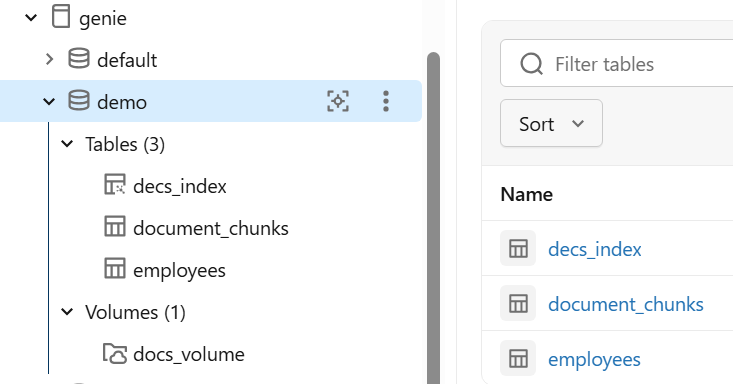 genie
default
demo
Tables (3)
decs_index
document_chunks
employees
Volumes (1)
docs_volume
Filter tables
Sort
Name
decs_index
document_chunks
employees